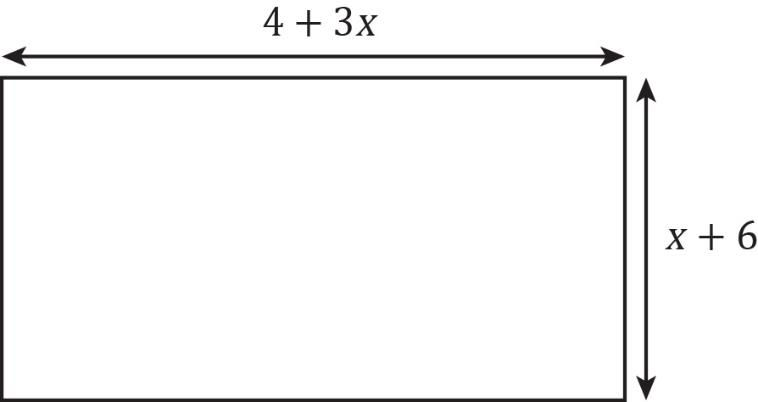 4 + 3x
x + 6